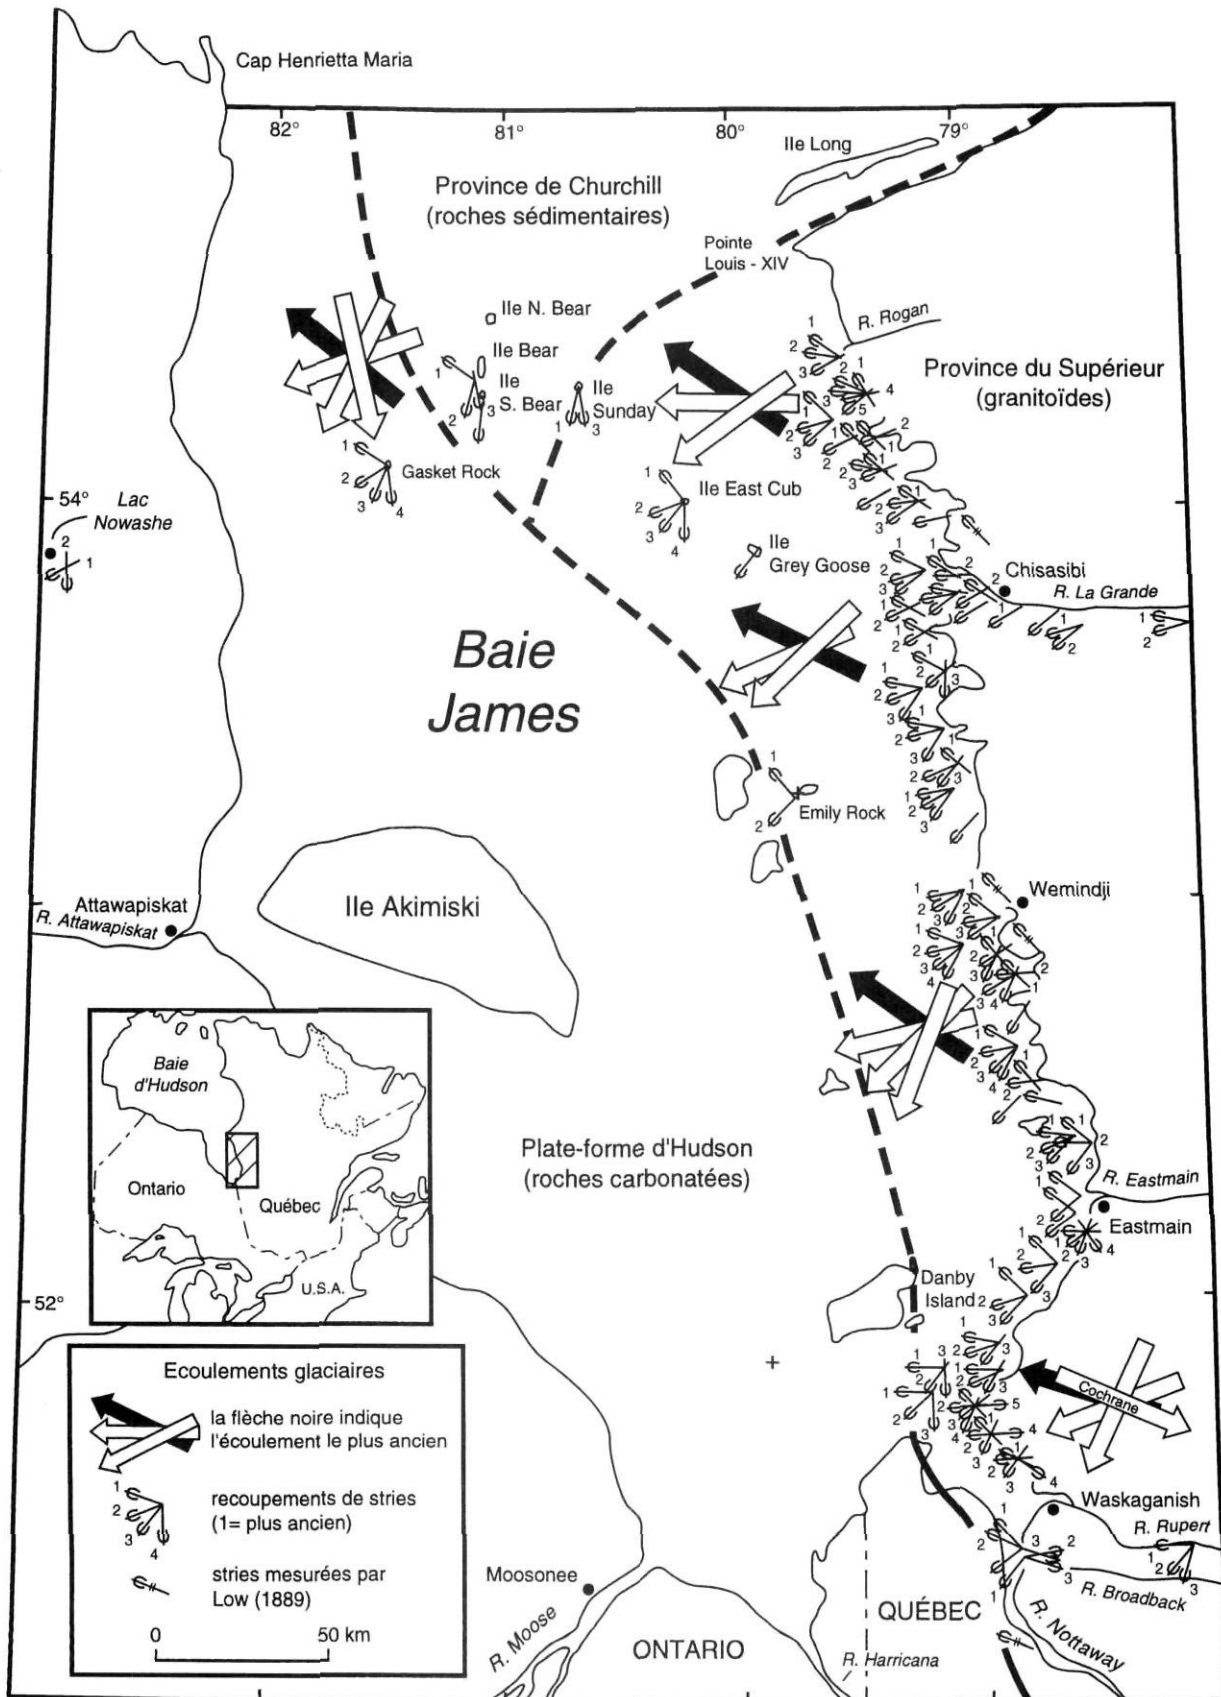 Cap Henrietta Maria
82°
81°
80°
79°
Ile Long
Province de Churchill
(roches sédimentaires)
Pointe
Louis - XIV
R. Rogan
Ile N. Bear
Ile Bear
Ile
S. Bear
Ile
Sunday
Province du Supérieur
(granitoïdes)
Gasket Rock
Ile East Cub
54°
Lac
Nowashe
Ile
Grey Goose
Chisasibi
R. La Grande
Baie
James
Emily Rock
Ile Akimiski
Attawapiskat
R. Attawapiskat
Wemindji
Baie
d'Hudson
Ontario
Québec
U.S.A.
Plate-forme d'Hudson
(roches carbonatées)
R. Eastmain
Eastmain
52°
Danby
Island
Cochrane
Ecoulements glaciaires
la flèche noire indique
l'écoulement le plus ancien
recoupements de stries
(1= plus ancien)
1
2
3
4
stries mesurées par
Low (1889)
0 50 km
Waskaganish
R. Rupert
R. Broadback
R. Nottaway
Moosonee
R. Moose
ONTARIO
QUÉBEC
R. Harricana